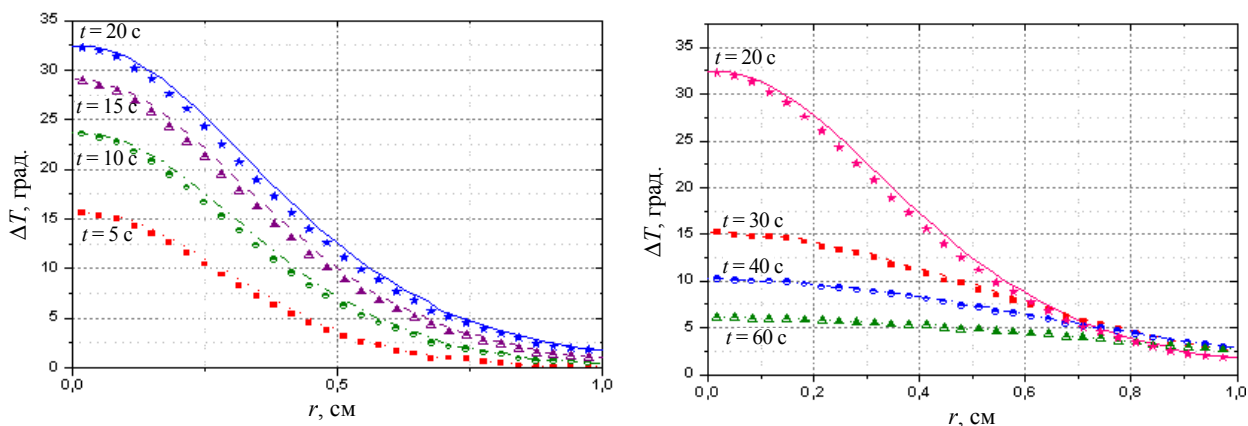 35
30
25
20
15
10
5
0
ΔT, град.
t = 20 с
t = 15 с
t = 10 с
t = 5 с
0,0
0,5
1,0
r, см
35
30
25
20
15
10
5
0
ΔT, град.
t = 20 с
t = 30 с
t = 40 с
t = 60 с
0,0
0,2
0,4
0,6
0,8
1,0
r, см